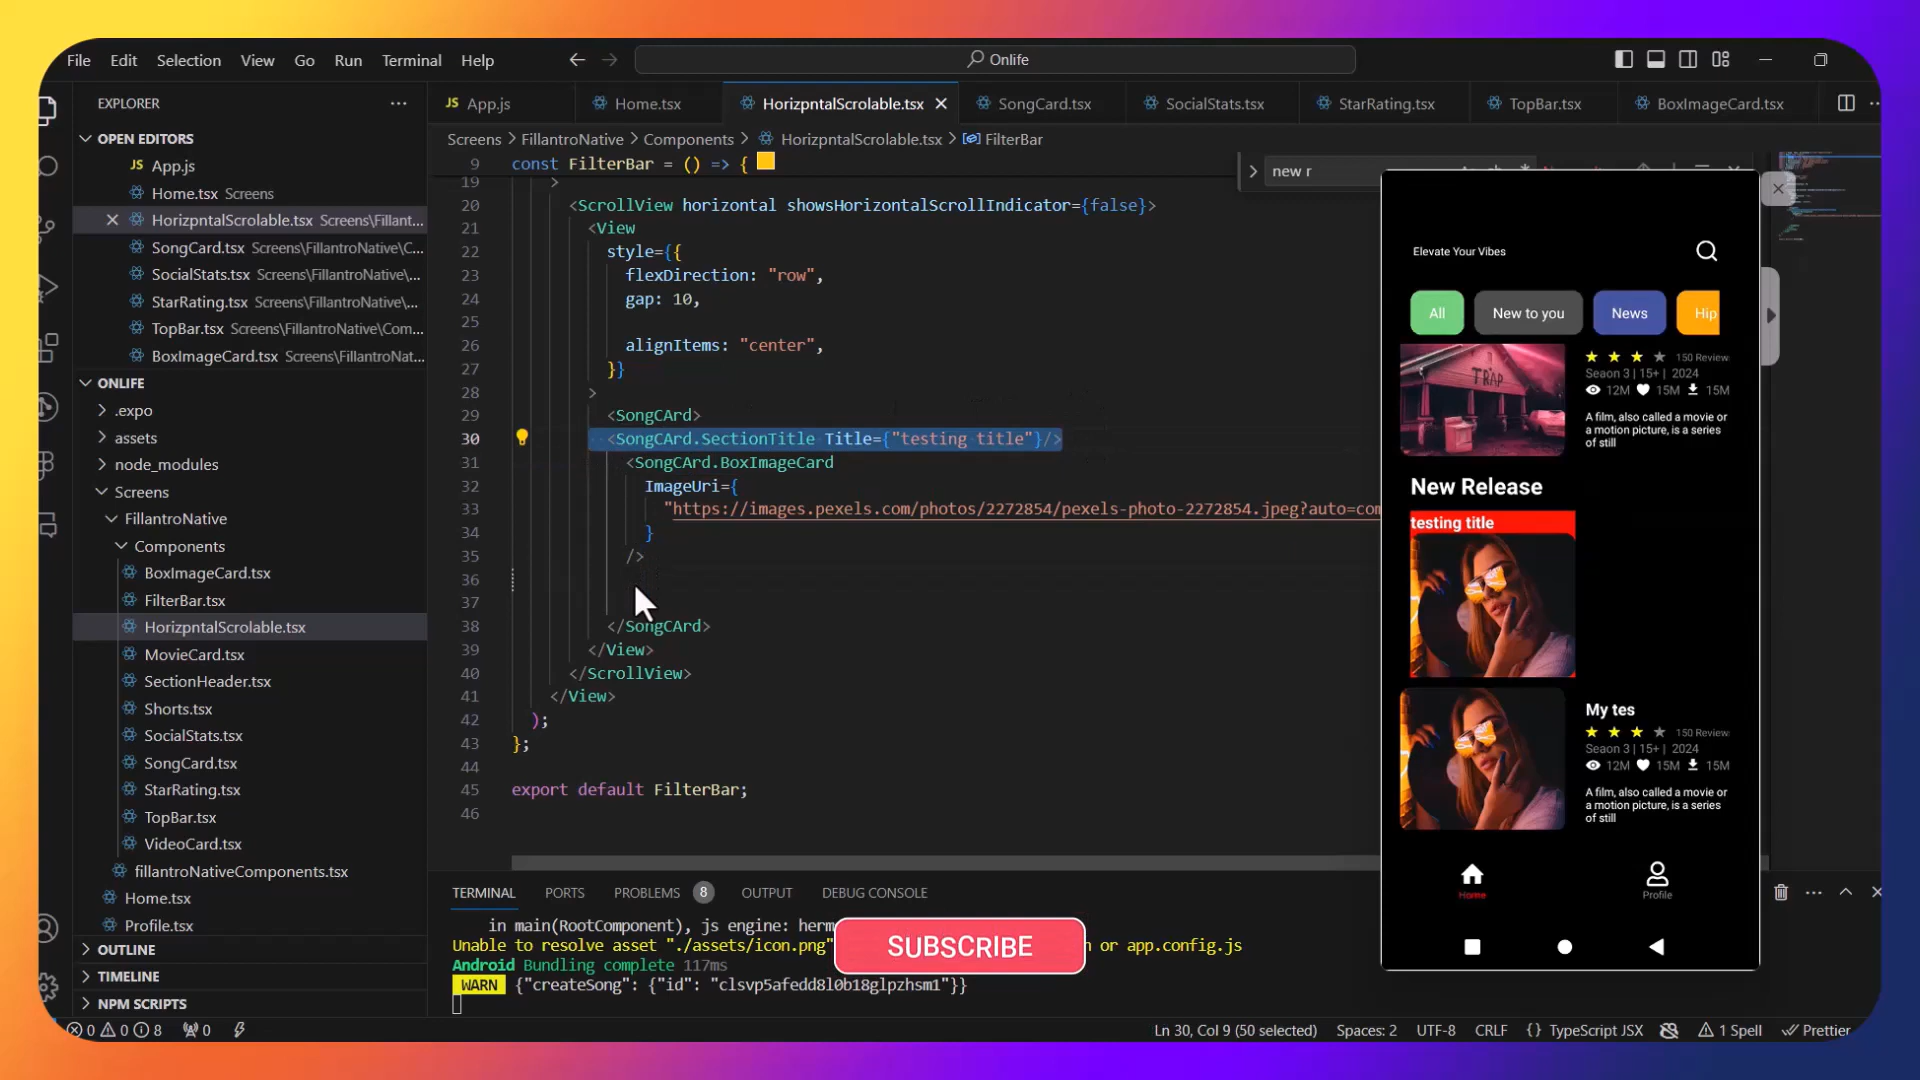 File Edit Selection View Go Run Terminal Help
Onlife
EXPLORER
OPEN EDITORS
App.js
Home.tsx Screens
HorizpntalScrolable.tsx Screens\Fillant...
SongCard.tsx Screens\FillantroNative\C...
SocialStats.tsx Screens\FillantroNative\...
StarRating.tsx Screens\FillantroNative\...
TopBar.tsx Screens\FillantroNative\Com...
BoxImageCard.tsx Screens\FillantroNat...
ONLIFE
.expo
assets
node_modules
Screens
FillantroNative
Components
BoxImageCard.tsx
FilterBar.tsx
HorizpntalScrolable.tsx
MovieCard.tsx
SectionHeader.tsx
Shorts.tsx
SocialStats.tsx
SongCard.tsx
StarRating.tsx
TopBar.tsx
VideoCard.tsx
fillantroNativeComponents.tsx
Home.tsx
Profile.tsx
OUTLINE
TIMELINE
NPM SCRIPTS
JS App.js Home.tsx HorizpntalScrolable.tsx SongCard.tsx SocialStats.tsx StarRating.tsx TopBar.tsx BoxImageCard.tsx
Screens > FillantroNative > Components > HorizpntalScrolable.tsx > FilterBar
new r
9 const FilterBar = () => {
19 >
20 <ScrollView horizontal showsHorizontalScrollIndicator={false}>
21 <View
22 style={{
23 flexDirection: "row",
24 gap: 10,
25
26 alignItems: "center",
27 }}
28 >
29 <SongCArd>
30 <SongCArd.SectionTitle Title={"testing title"}/>
31 <SongCArd.BoxImageCard
32 ImageUri={
33 "https://images.pexels.com/photos/2272854/pexels-photo-2272854.jpeg?auto=com
34 }
35 />
36
37
38 </SongCArd>
39 </View>
40 </ScrollView>
41 </View>
42 );
43 };
44
45 export default FilterBar;
46
TERMINAL PORTS PROBLEMS 8 OUTPUT DEBUG CONSOLE
in main(RootComponent), js engine: herm
Unable to resolve asset "./assets/icon.png" or app.config.js
Android Bundling complete 117ms
WARN {"createSong": {"id": "clsvp5afedd8l0b18glpzhsm1"}}
SUBSCRIBE
0 0 8 0
Ln 30, Col 9 (50 selected) Spaces: 2 UTF-8 CRLF {} TypeScript JSX 1 Spell Prettier
Elevate Your Vibes
All New to you News Hip
TRAP
150 Review
Seaon 3 | 15+ | 2024
12M 15M 15M
A film, also called a movie or
a motion picture, is a series
of still
New Release
testing title
My tes
150 Review
Seaon 3 | 15+ | 2024
12M 15M 15M
A film, also called a movie or
a motion picture, is a series
of still
Home Profile